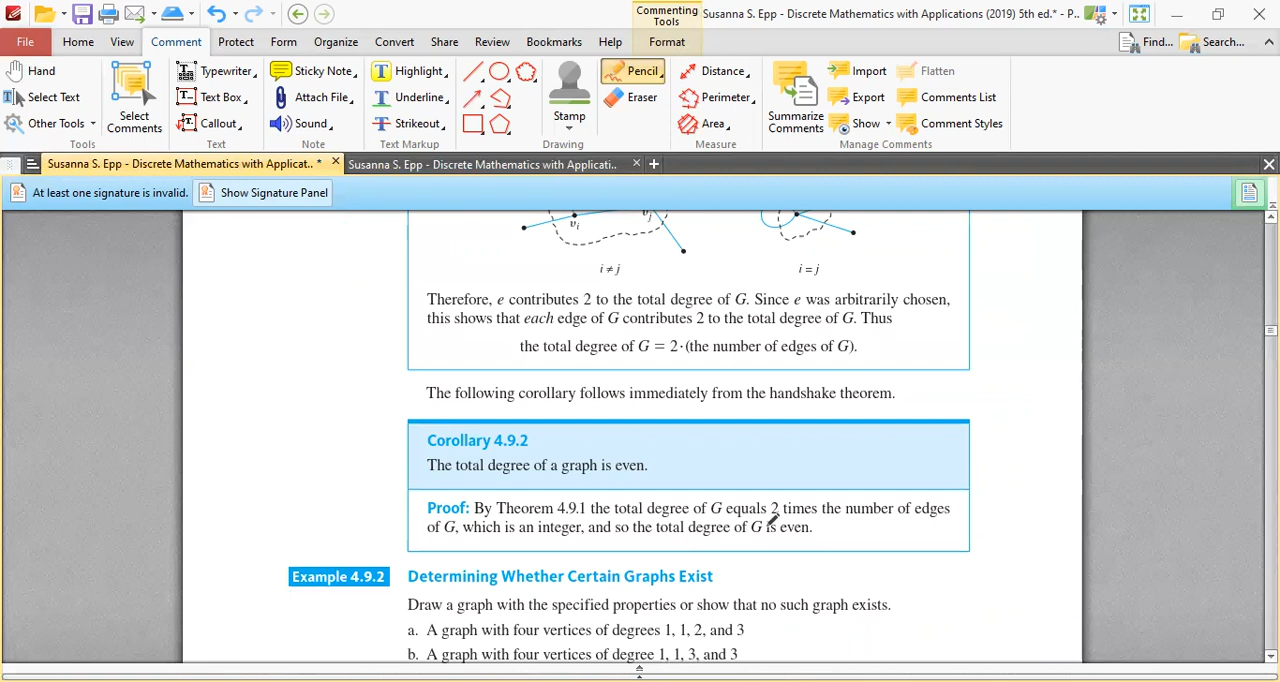 Commenting Tools
Susanna S. Epp - Discrete Mathematics with Applications (2019) 5th ed.* - P..
File Home View Comment Protect Form Organize Convert Share Review Bookmarks Help Format
Find... Search...
Hand
Select Text
Other Tools
Select Comments
Tools
Typewriter
Text Box
Callout
Text
Sticky Note
Attach File
Sound
Note
Highlight
Underline
Strikeout
Text Markup
Stamp
Pencil
Eraser
Drawing
Distance
Perimeter
Area
Measure
Summarize Comments
Import
Export
Show
Flatten
Comments List
Comment Styles
Manage Comments
Susanna S. Epp - Discrete Mathematics with Applicat.. *
Susanna S. Epp - Discrete Mathematics with Applicati..
At least one signature is invalid. Show Signature Panel
vi vj
i ≠ j i = j
Therefore, e contributes 2 to the total degree of G. Since e was arbitrarily chosen,
this shows that each edge of G contributes 2 to the total degree of G. Thus
the total degree of G = 2·(the number of edges of G).
The following corollary follows immediately from the handshake theorem.
Corollary 4.9.2
The total degree of a graph is even.
Proof: By Theorem 4.9.1 the total degree of G equals 2 times the number of edges
of G, which is an integer, and so the total degree of G is even.
Example 4.9.2 Determining Whether Certain Graphs Exist
Draw a graph with the specified properties or show that no such graph exists.
a. A graph with four vertices of degrees 1, 1, 2, and 3
b. A graph with four vertices of degree 1, 1, 3, and 3